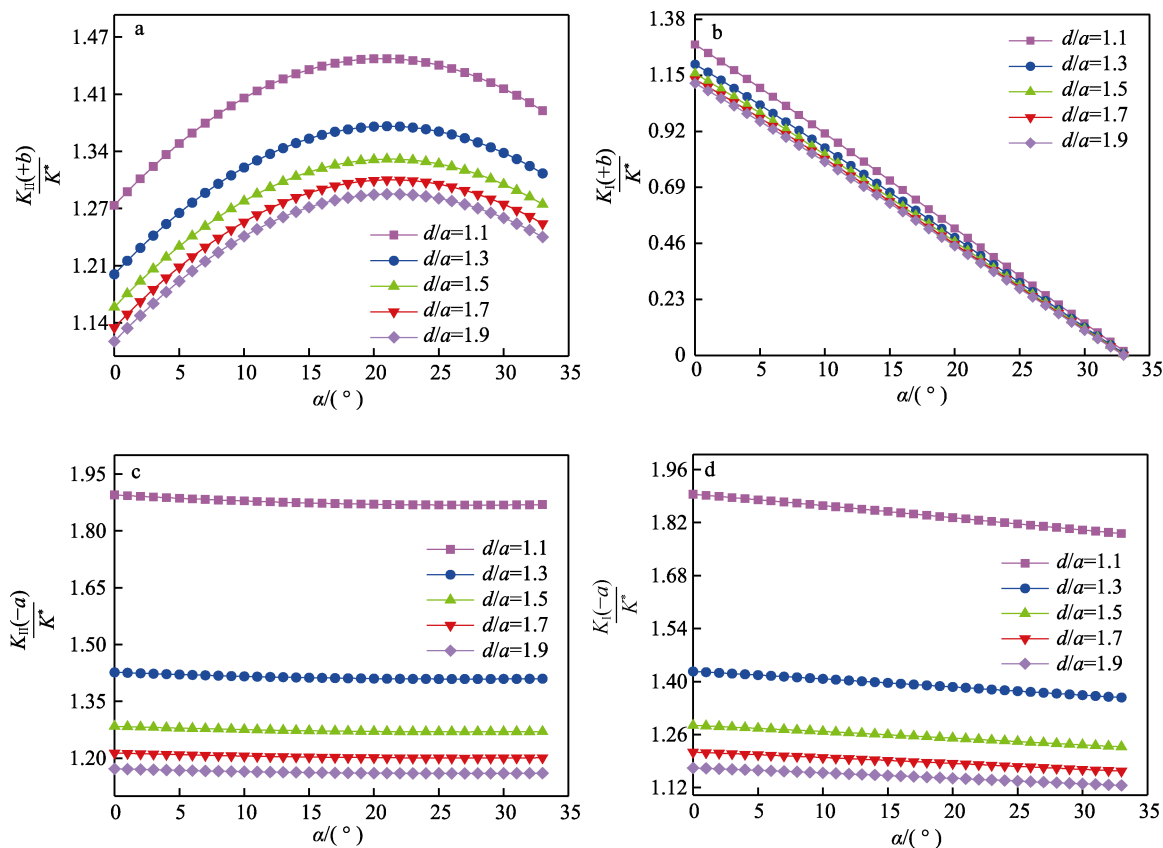 a
K_II(+b)
K*
1.47
1.41
1.34
1.27
1.21
1.14
d/a=1.1
d/a=1.3
d/a=1.5
d/a=1.7
d/a=1.9
0 5 10 15 20 25 30 35
α/( ° )
b
K_I(+b)
K*
1.38
1.15
0.92
0.69
0.46
0.23
0
d/a=1.1
d/a=1.3
d/a=1.5
d/a=1.7
d/a=1.9
0 5 10 15 20 25 30 35
α/( ° )
c
K_II(−a)
K*
1.95
1.80
1.65
1.50
1.35
1.20
d/a=1.1
d/a=1.3
d/a=1.5
d/a=1.7
d/a=1.9
0 5 10 15 20 25 30 35
α/( ° )
d
K_I(−a)
K*
1.96
1.82
1.68
1.54
1.40
1.26
1.12
d/a=1.1
d/a=1.3
d/a=1.5
d/a=1.7
d/a=1.9
0 5 10 15 20 25 30 35
α/( ° )